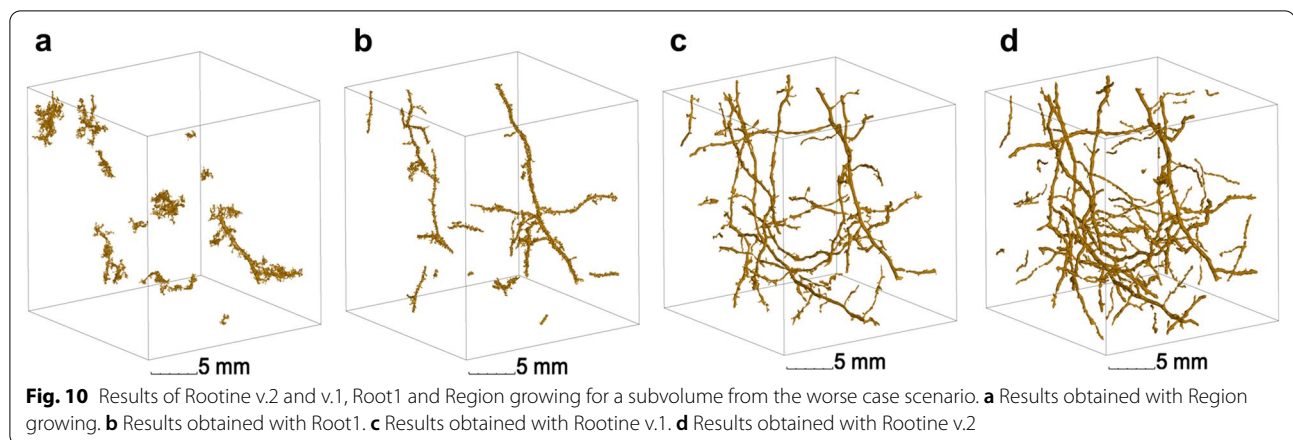 a b c d
5 mm 5 mm 5 mm 5 mm
Fig. 10 Results of Rootine v.2 and v.1, Root1 and Region growing for a subvolume from the worse case scenario. a Results obtained with Region
growing. b Results obtained with Root1. c Results obtained with Rootine v.1. d Results obtained with Rootine v.2